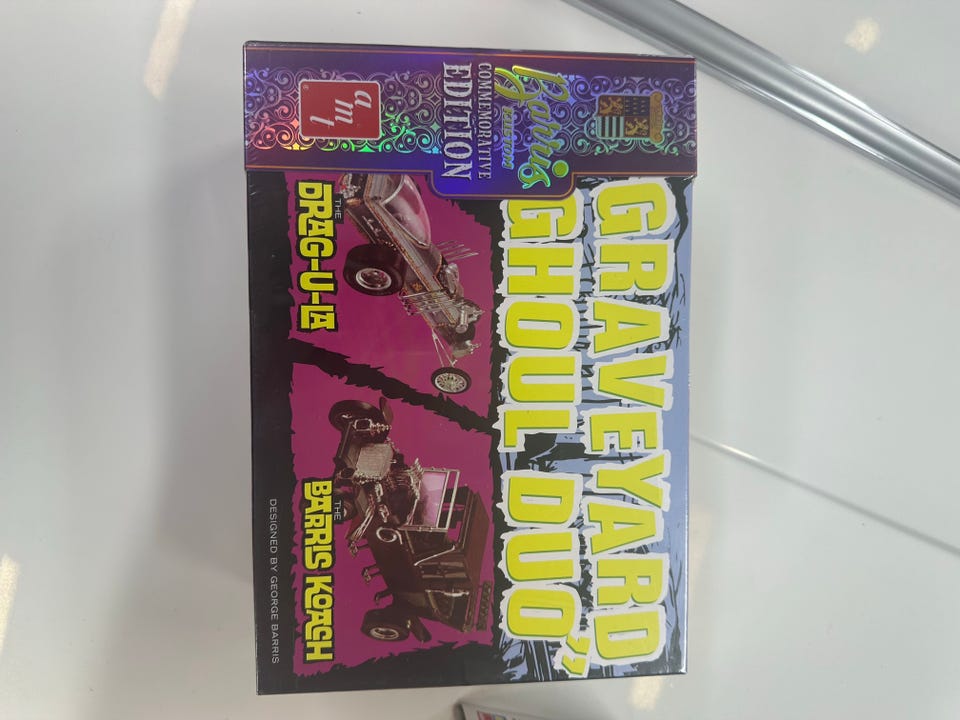 Barris
KUSTOM
COMMEMORATIVE
EDITION
amt
®
GRAVEYARD
GHOUL DUO”
THE
DRAG-U-LA
THE
BARRIS KOACH
DESIGNED BY GEORGE BARRIS